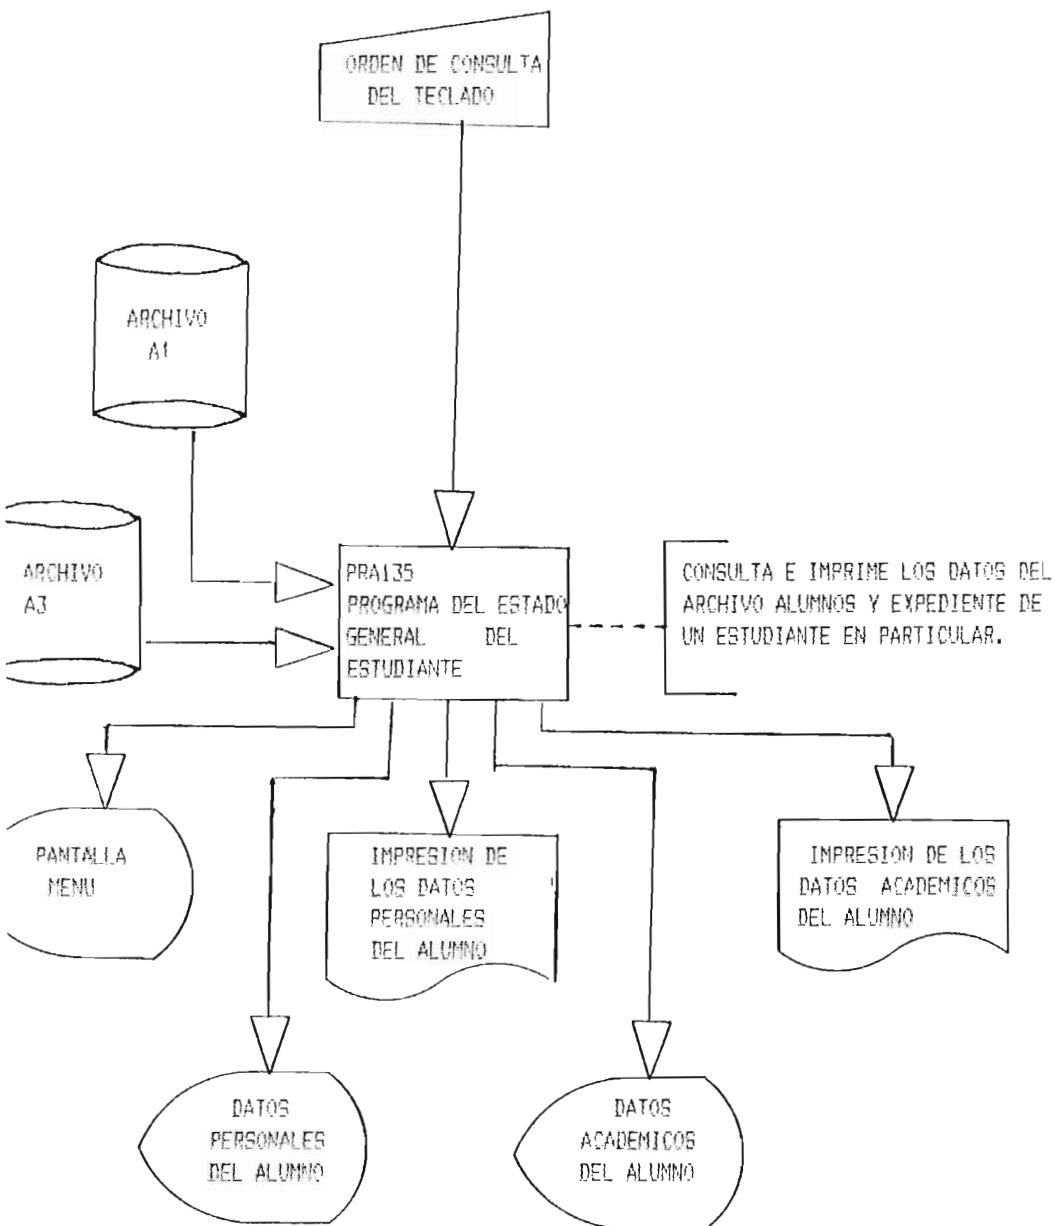 ORDEN DE CONSULTA
DEL TECLADO
ARCHIVO
A1
ARCHIVO
A3
PRA135
PROGRAMA DEL ESTADO
GENERAL DEL
ESTUDIANTE
CONSULTA E IMPRIME LOS DATOS DEL
ARCHIVO ALUMNOS Y EXPEDIENTE DE
UN ESTUDIANTE EN PARTICULAR.
PANTALLA
MENU
IMPRESION DE
LOS DATOS
PERSONALES
DEL ALUMNO
IMPRESION DE LOS
DATOS ACADEMICOS
DEL ALUMNO
DATOS
PERSONALES
DEL ALUMNO
DATOS
ACADEMICOS
DEL ALUMNO